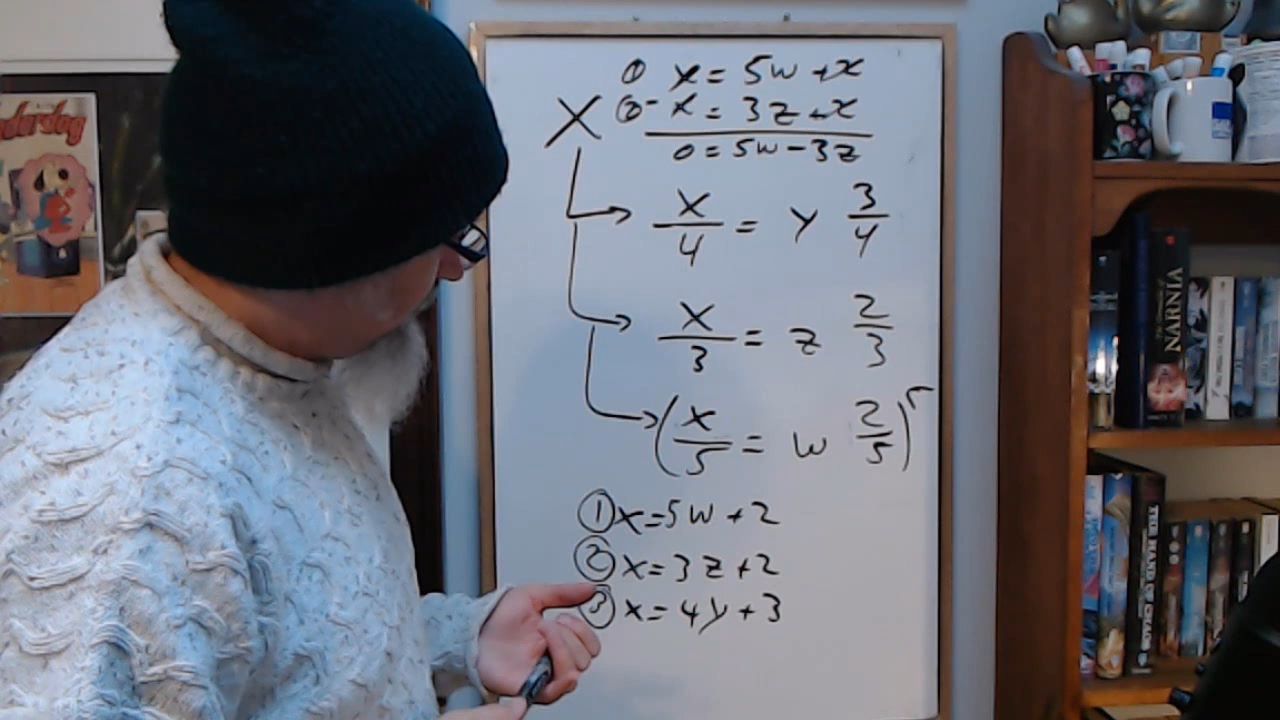 ① x = 5w + x
X ② - x = 3z + x
0 = 5w - 3z
x/4 = y 3/4
x/3 = z 2/3
(x/5 = w 2/5)
① x = 5w + 2
② x = 3z + 2
③ x = 4y + 3
NARNIA